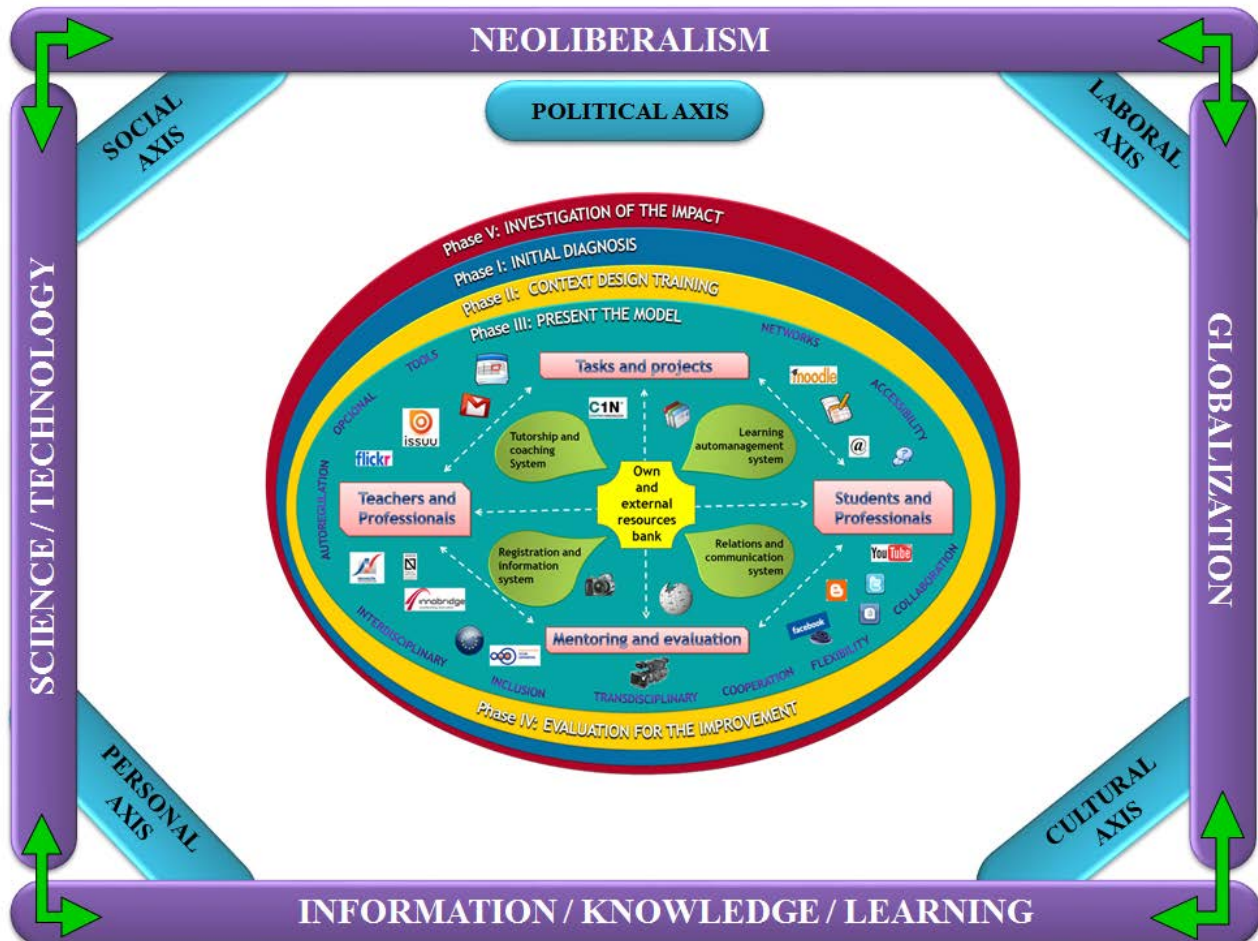 NEOLIBERALISM
SOCIAL
AXIS
POLITICAL AXIS
LABORAL
AXIS
SCIENCE / TECHNOLOGY
GLOBALIZATION
Phase V: INVESTIGATION OF THE IMPACT
Phase I: INITIAL DIAGNOSIS
Phase II: CONTEXT DESIGN TRAINING
Phase III: PRESENT THE MODEL
TOOLS
NETWORKS
OPCIONAL
ACCESSIBILITY
AUTOREGULATION
Tasks and projects
moodle
C1N
issuu
flickr
@
Tutorship and
coaching
System
Learning
automanagement
system
Own
and
external
resources
bank
Teachers and
Professionals
Students and
Professionals
Registration and
information
system
Relations and
communication
system
YouTube
innobridge
facebook
Mentoring and evaluation
COLLABORATION
INTERDISCIPLINARY
INCLUSION
TRANSDISCIPLINARY
COOPERATION
FLEXIBILITY
Phase IV: EVALUATION FOR THE IMPROVEMENT
PERSONAL
AXIS
CULTURAL
AXIS
INFORMATION / KNOWLEDGE / LEARNING